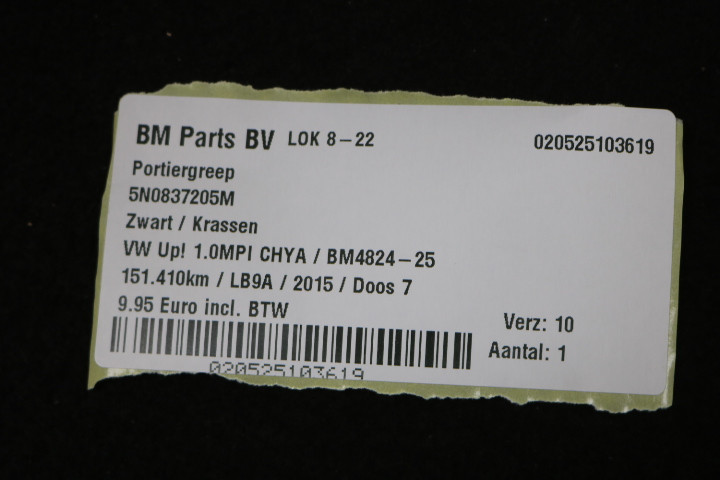 BM Parts BV LOK 8-22 020525103619
Portiergreep
5N0837205M
Zwart / Krassen
VW Up! 1.0MPI CHYA / BM4824-25
151.410km / LB9A / 2015 / Doos 7
9.95 Euro incl. BTW
Verz: 10
Aantal: 1
020525103619